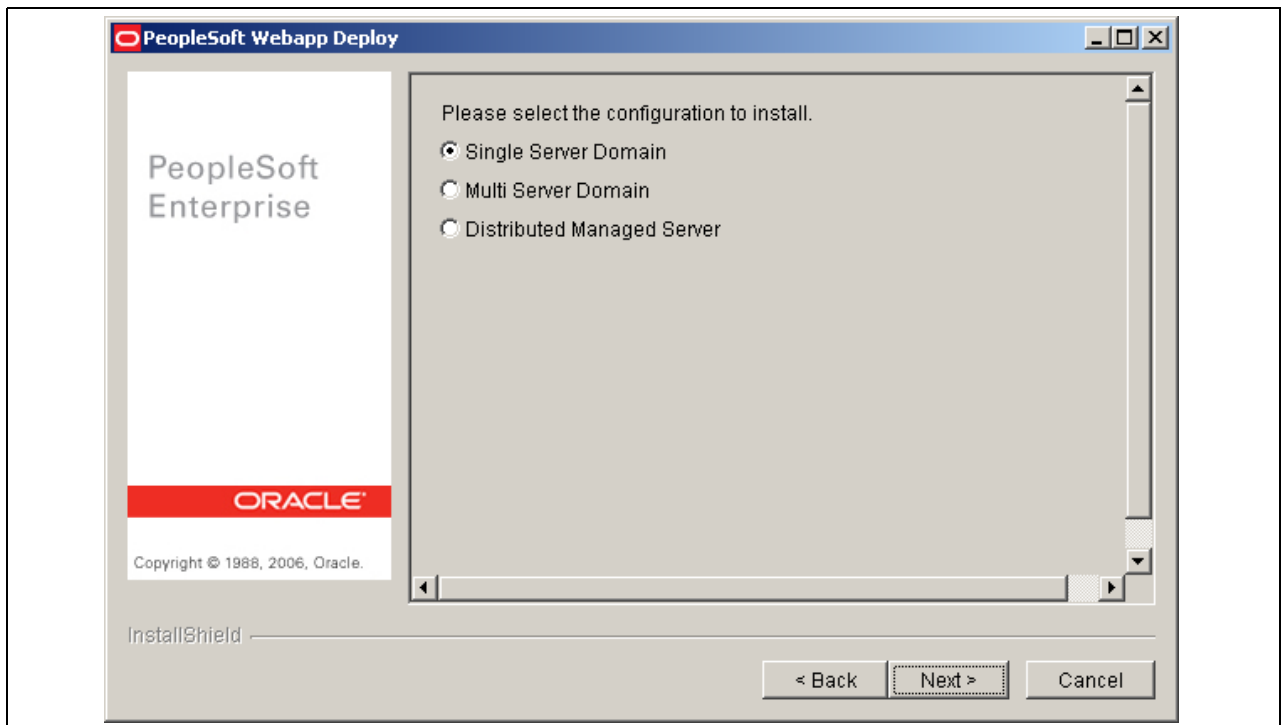 PeopleSoft Webapp Deploy
PeopleSoft
Enterprise
ORACLE
Copyright © 1988, 2006, Oracle.
Please select the configuration to install.
Single Server Domain
Multi Server Domain
Distributed Managed Server
InstallShield
< Back
Next >
Cancel